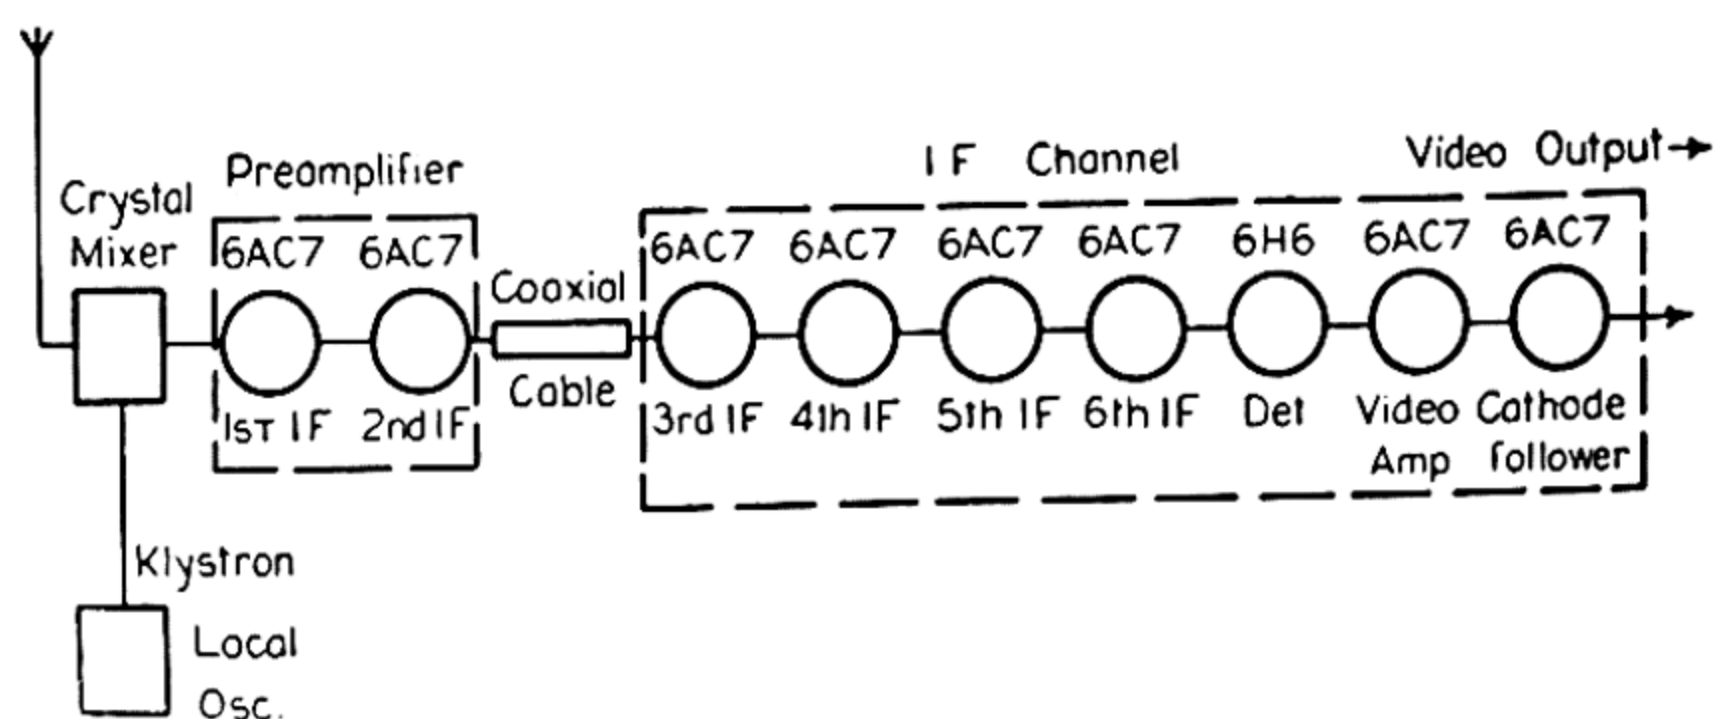 I F Channel
Video Output
Preamplifier
Crystal
Mixer
6AC7 6AC7
Coaxial
Cable
6AC7 6AC7 6AC7 6AC7 6H6 6AC7 6AC7
1ST IF 2nd IF
3rd IF 4th IF 5th IF 6th IF Det Video Cathode
Amp follower
Klystron
Local
Osc.